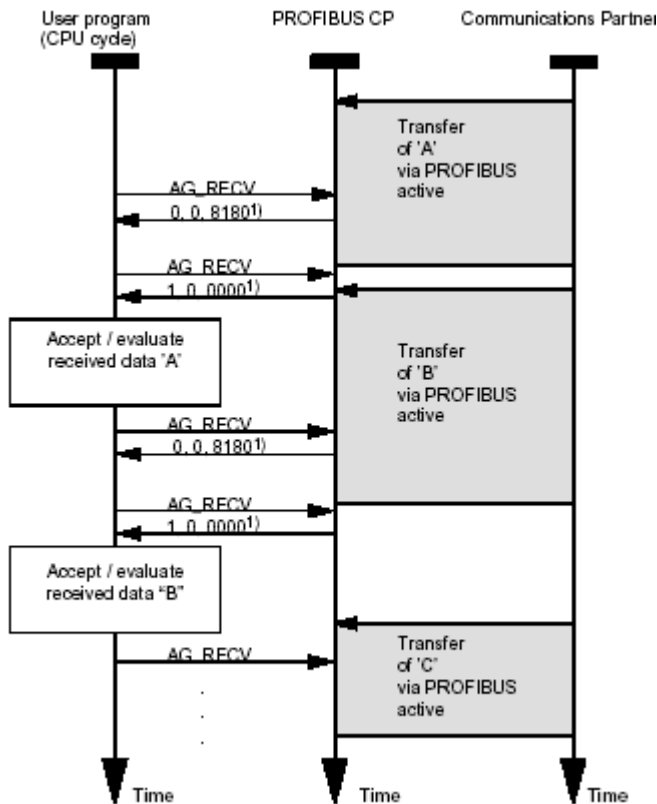 User program
(CPU cycle)
PROFIBUS CP
Communications Partner
Transfer
of 'A'
via PROFIBUS
active
AG_RECV
0, 0, 8180¹)
AG_RECV
1, 0, 0000¹)
Accept / evaluate
received data 'A'
Transfer
of 'B'
via PROFIBUS
active
AG_RECV
0, 0, 8180¹)
AG_RECV
1, 0, 0000¹)
Accept / evaluate
received data "B"
Transfer
of 'C'
via PROFIBUS
active
AG_RECV
.
.
.
Time
Time
Time